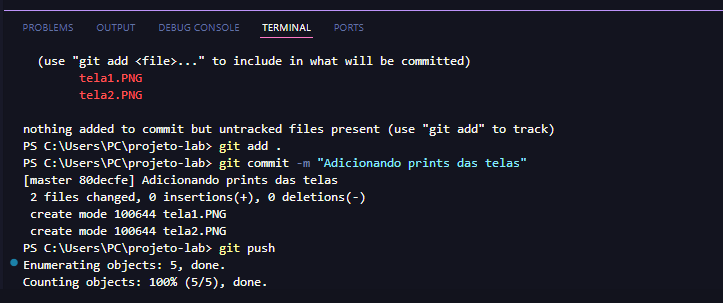 PROBLEMS OUTPUT DEBUG CONSOLE TERMINAL PORTS
(use "git add <file>..." to include in what will be committed)
tela1.PNG
tela2.PNG
nothing added to commit but untracked files present (use "git add" to track)
PS C:\Users\PC\projeto-lab> git add .
PS C:\Users\PC\projeto-lab> git commit -m "Adicionando prints das telas"
[master 80decfe] Adicionando prints das telas
2 files changed, 0 insertions(+), 0 deletions(-)
create mode 100644 tela1.PNG
create mode 100644 tela2.PNG
PS C:\Users\PC\projeto-lab> git push
Enumerating objects: 5, done.
Counting objects: 100% (5/5), done.